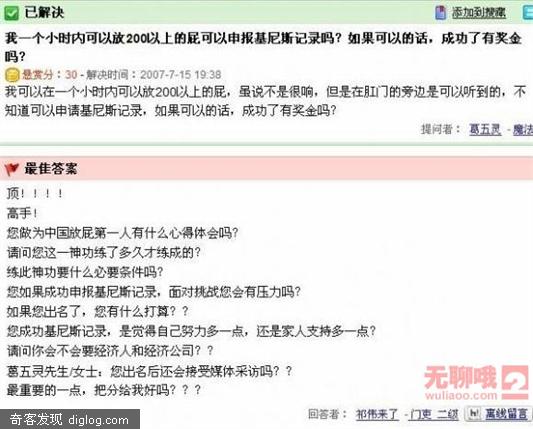 已解决
添加到搜藏
我一个小时内可以放200以上的屁可以申报基尼斯记录吗？如果可以的话，成功了有奖金
吗？
悬赏分：30 - 解决时间：2007-7-15 19:38
我可以在一个小时内可以放200以上的屁，虽说不是很响，但是在肛门的旁边是可以听到的，不
知道可以申请基尼斯记录，如果可以的话，成功了有奖金吗？
提问者： 葛五灵 - 魔法
最佳答案
顶！！！！
高手！
您做为中国放屁第一人有什么心得体会吗？
请问您这一神功练了多久才练成的？
练此神功要什么必要条件吗？
您如果成功申报基尼斯记录，面对挑战您会有压力吗？
如果您出名了，您有什么打算？？
您成功基尼斯记录，是觉得自己努力多一点，还是家人支持多一点？
请问你会不会要经济人和经济公司？？
葛五灵先生/女士：您出名后还会接受媒体采访吗？？
最重要的一点，把分给我好吗？？？
无聊哦
wuliaoo.com
回答者： 祁伟来了 - 门吏 二级 hi 离线留言
奇客发现 diglog.com